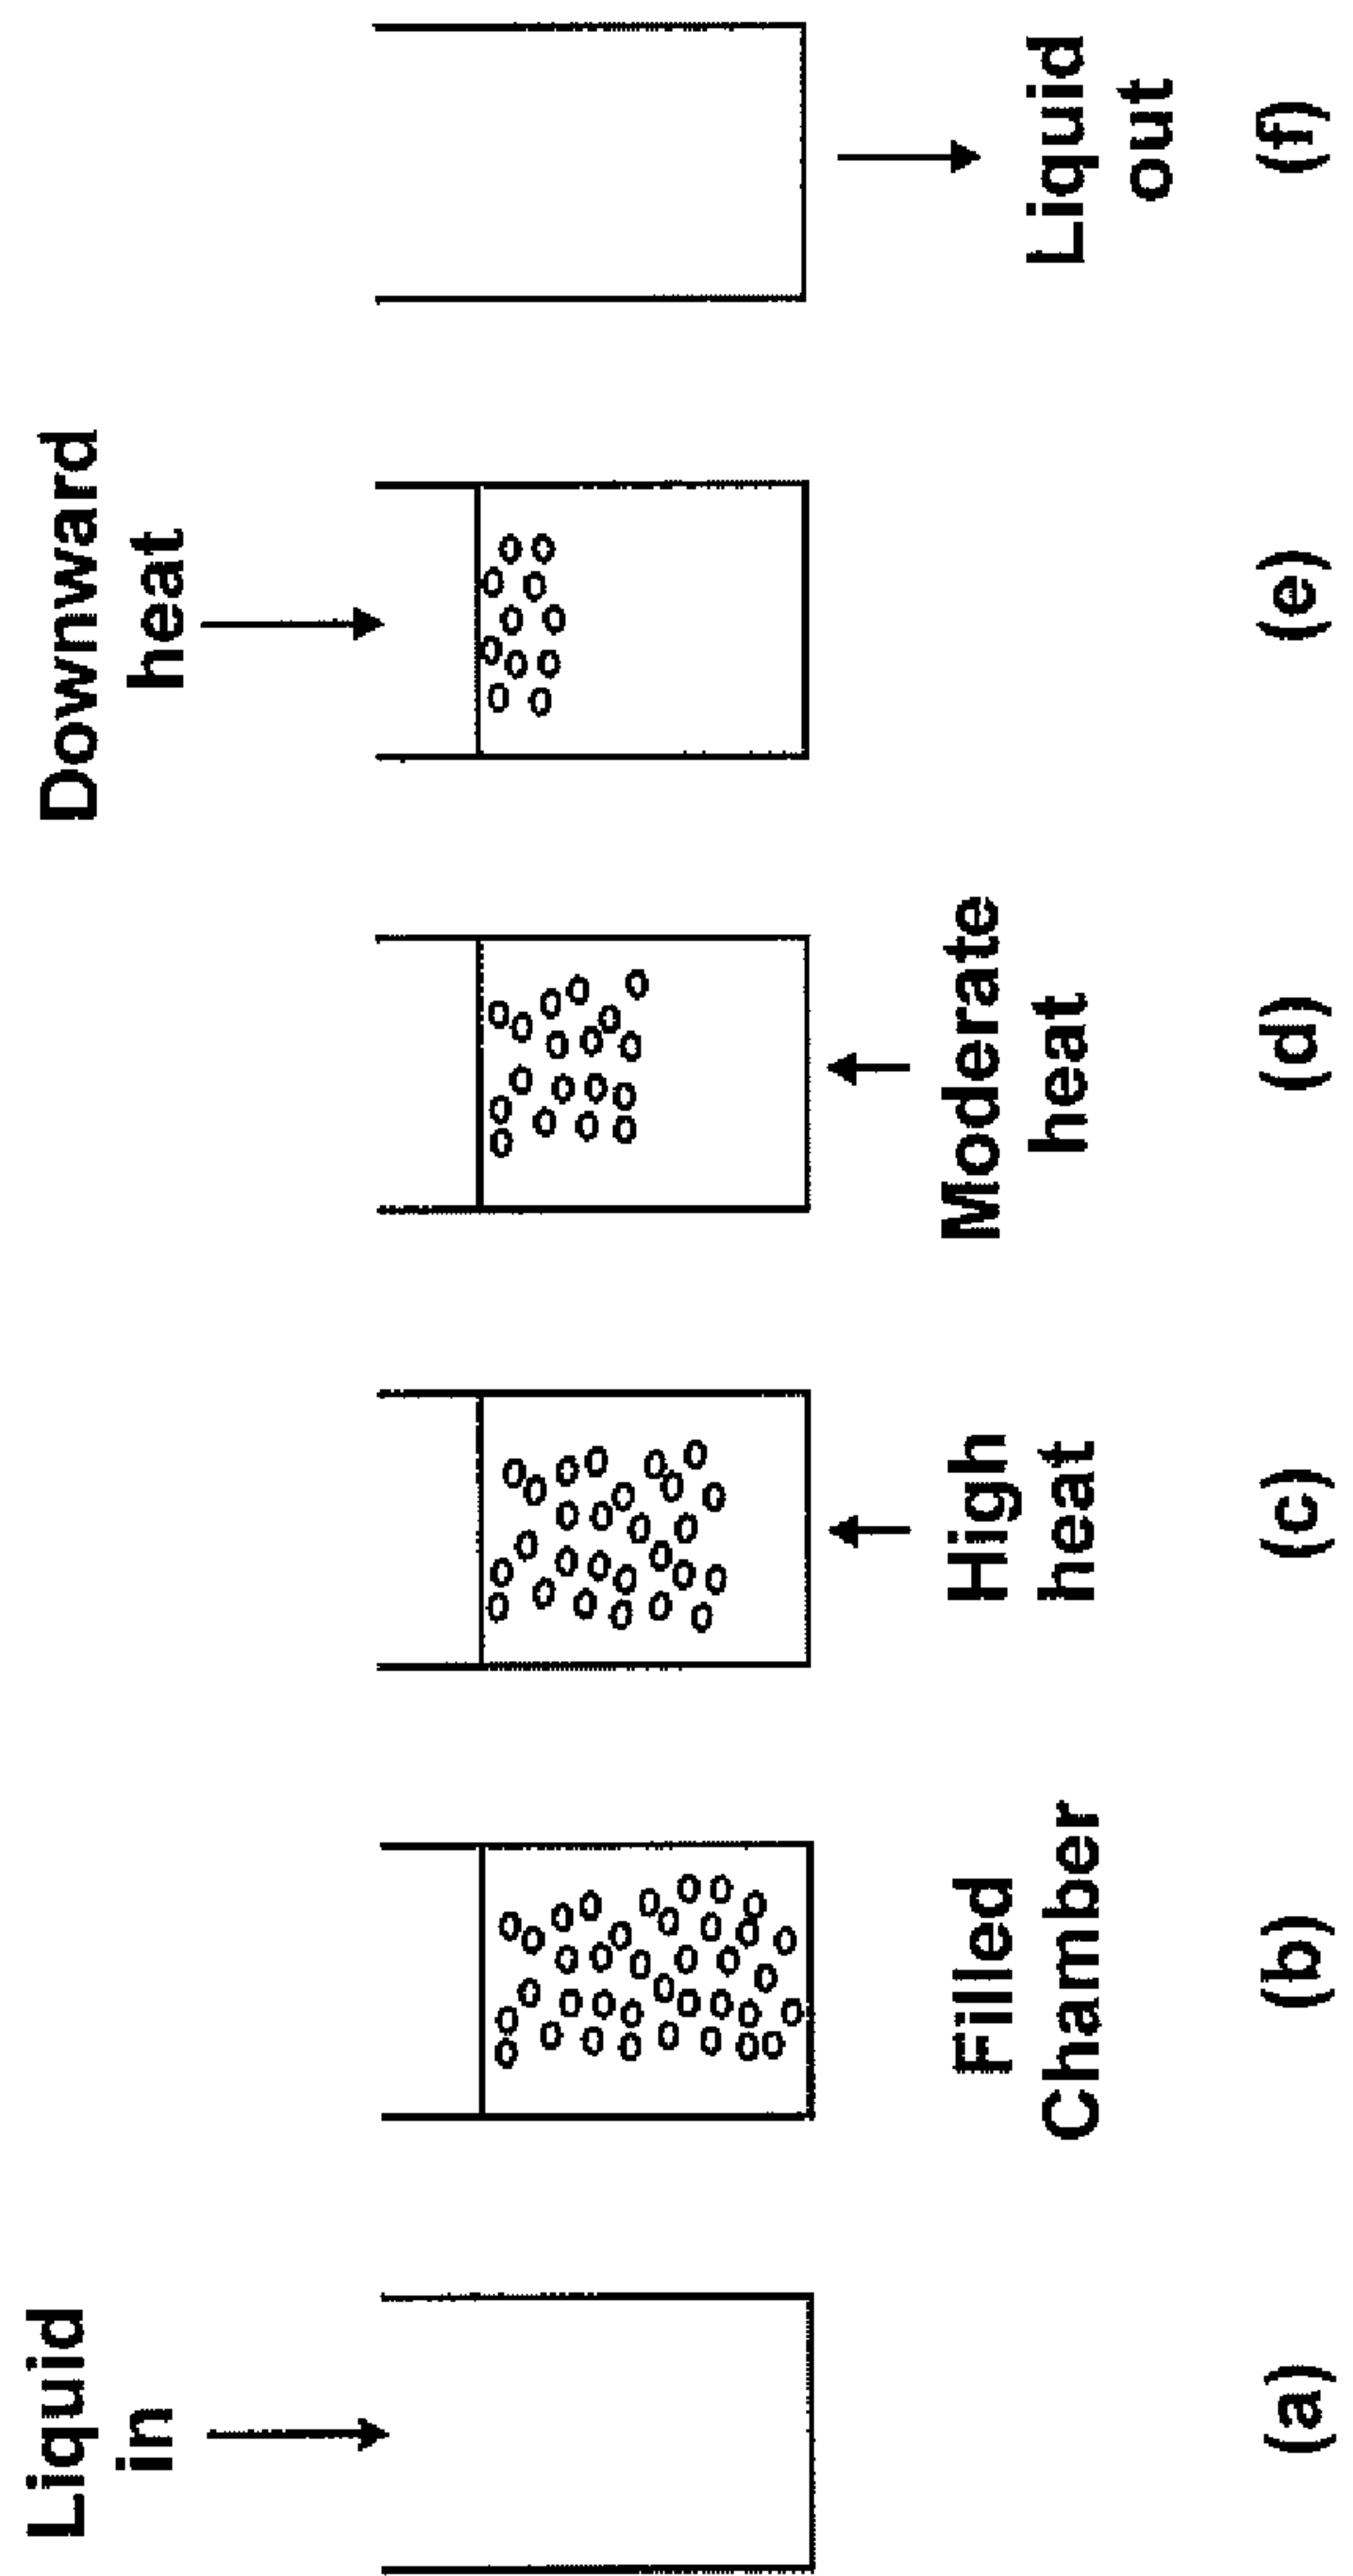 Liquid
in
(a)
Filled
Chamber
(b)
High
heat
(c)
Moderate
heat
(d)
Downward
heat
(e)
Liquid
out
(f)